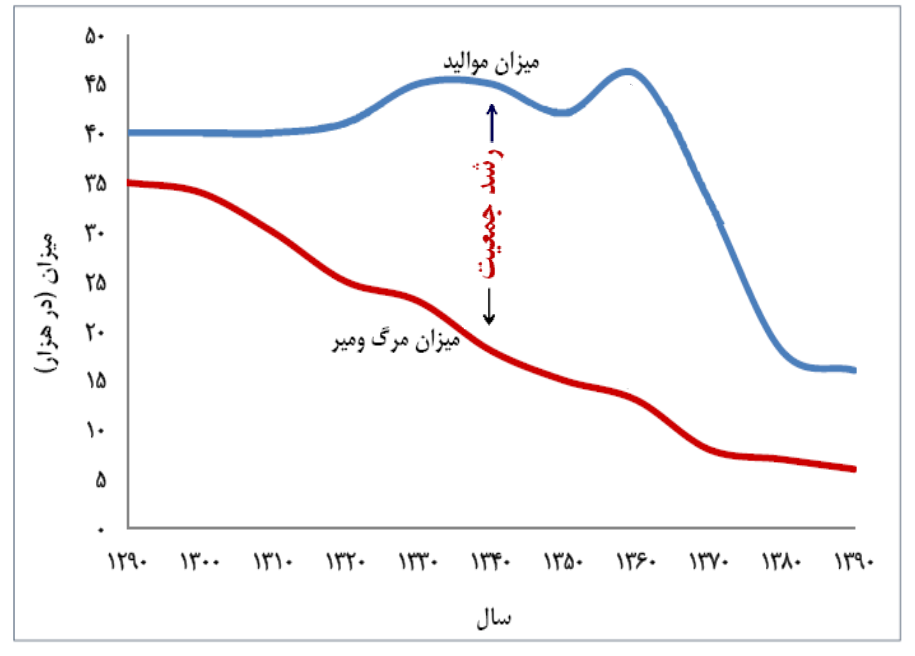 میزان (در هزار)
۵۰
۴۵
۴۰
۳۵
۳۰
۲۵
۲۰
۱۵
۱۰
۵
۰
میزان موالید
رشد جمعیت
میزان مرگ ومیر
۱۲۹۰ ۱۳۰۰ ۱۳۱۰ ۱۳۲۰ ۱۳۳۰ ۱۳۴۰ ۱۳۵۰ ۱۳۶۰ ۱۳۷۰ ۱۳۸۰ ۱۳۹۰
سال